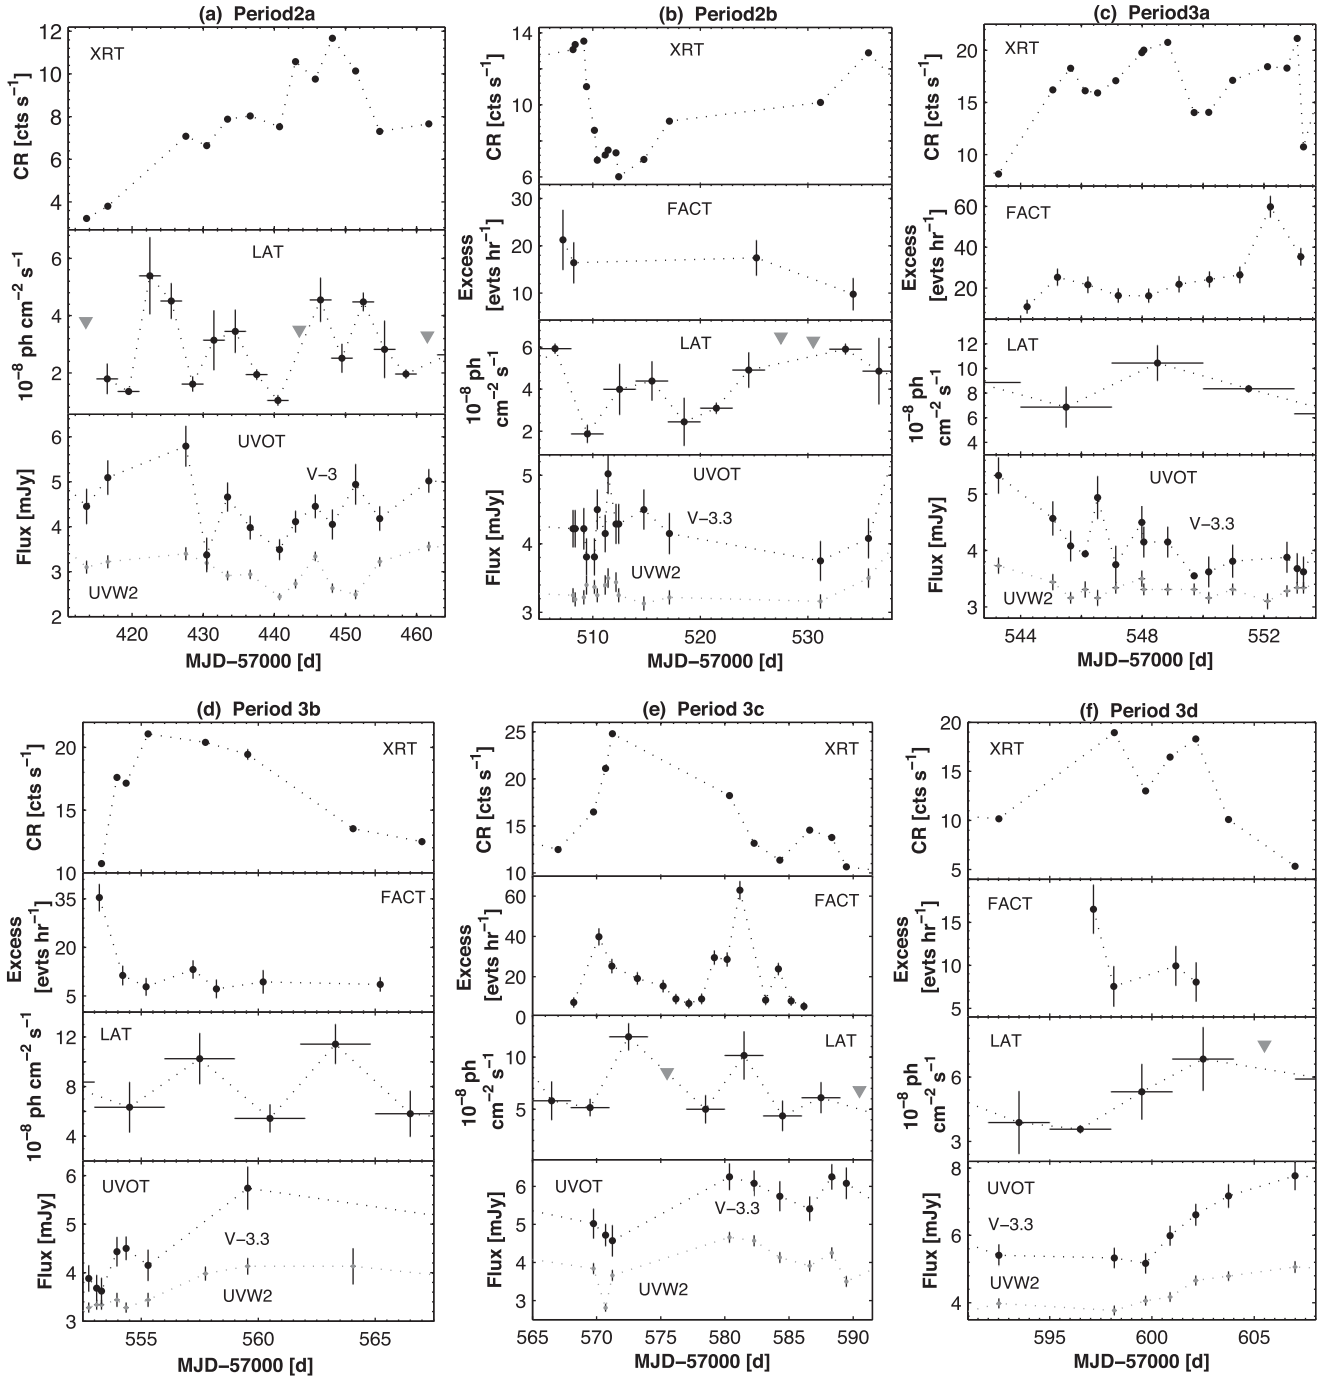 (a) Period2a
12
10
8
6
4
2
CR [cts s−1]
XRT
6
4
2
10−8 ph cm−2 s−1
LAT
6
5
4
3
2
Flux [mJy]
UVOT
V−3
UVW2
420 430 440 450 460
MJD−57000 [d]
(b) Period2b
14
10
6
CR [cts s−1]
XRT
30
20
10
Excess
[evts hr−1]
FACT
6
4
2
10−8 ph
cm−2 s−1
LAT
5
4
3
Flux [mJy]
UVOT
V−3.3
UVW2
510 520 530
MJD−57000 [d]
(c) Period3a
20
15
10
CR [cts s−1]
XRT
60
40
20
Excess
[evts hr−1]
FACT
12
10
8
6
4
10−8 ph
cm−2 s−1
LAT
5
4
3
Flux [mJy]
UVOT
V−3.3
UVW2
544 548 552
MJD−57000 [d]
(d) Period 3b
20
15
10
CR [cts s−1]
XRT
35
20
5
Excess
[evts hr−1]
FACT
12
8
4
10−8 ph cm−2 s−1
LAT
6
5
4
3
Flux [mJy]
UVOT
V−3.3
UVW2
555 560 565
MJD−57000 [d]
(e) Period 3c
25
20
15
10
CR [cts s−1]
XRT
60
40
20
0
Excess
[evts hr−1]
FACT
10
5
10−8 ph
cm−2 s−1
LAT
6
5
4
3
Flux [mJy]
UVOT
V−3.3
UVW2
565 570 575 580 585 590
MJD−57000 [d]
(f) Period 3d
20
15
10
5
CR [cts s−1]
XRT
15
10
5
Excess
[evts hr−1]
FACT
6
3
10−8 ph
cm−2 s−1
LAT
8
6
4
Flux [mJy]
UVOT
V−3.3
UVW2
595 600 605
MJD−57000 [d]